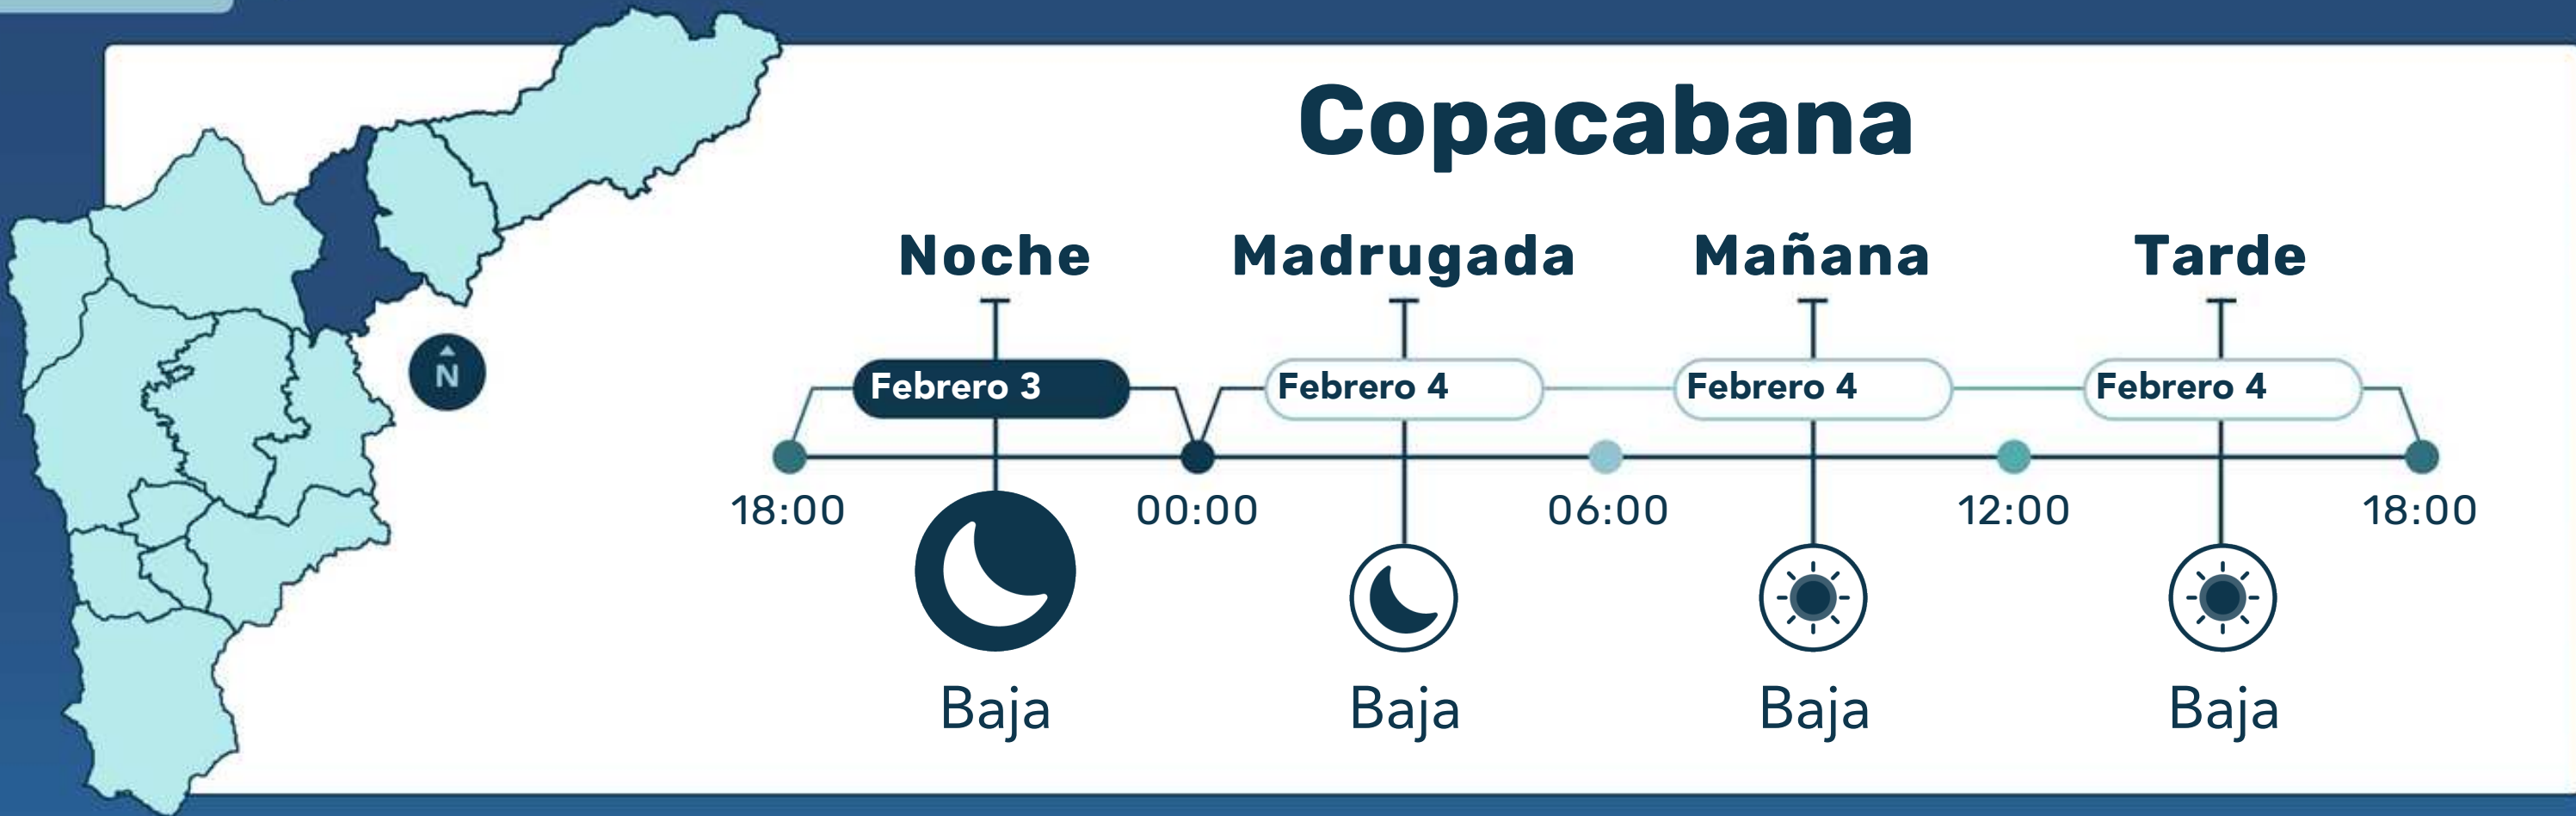 Copacabana
Noche Madrugada Mañana Tarde
Febrero 3 Febrero 4 Febrero 4 Febrero 4
N
18:00 00:00 06:00 12:00 18:00
Baja Baja Baja Baja